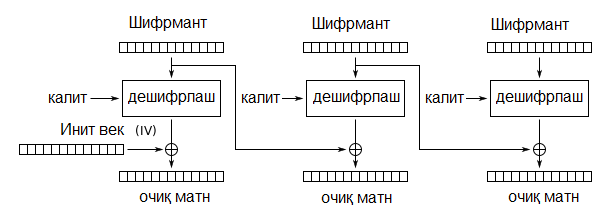 Шифрмант Шифрмант Шифрмант
калит дешифрлаш калит дешифрлаш калит дешифрлаш
Инит век (IV)
очиқ матн очиқ матн очиқ матн